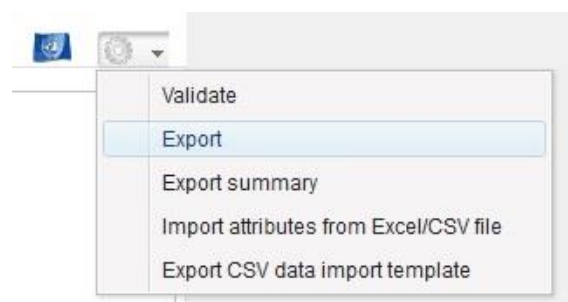 Validate
Export
Export summary
Import attributes from Excel/CSV file
Export CSV data import template